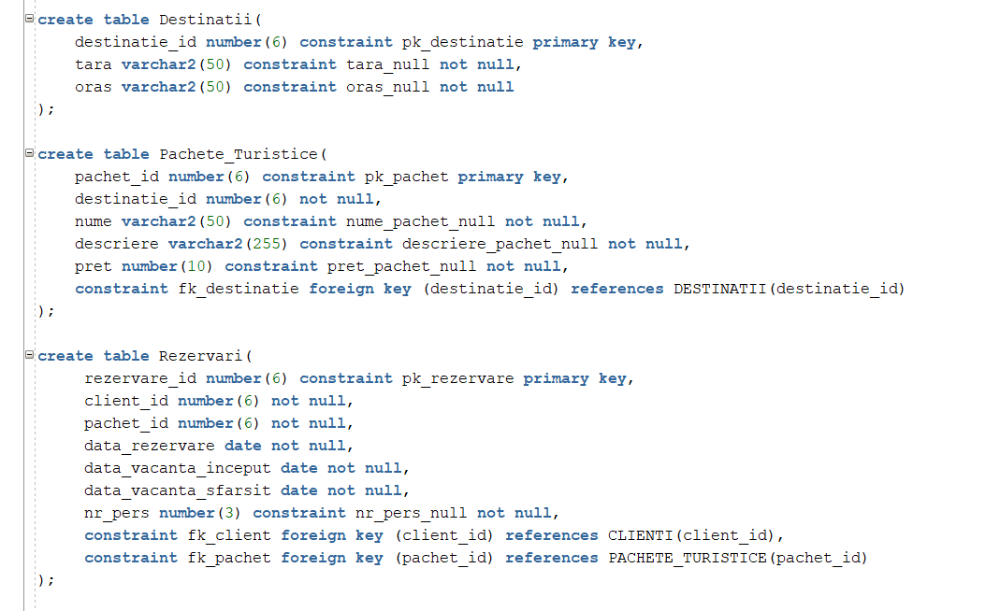 create table Destinatii(
destinatie_id number(6) constraint pk_destinatie primary key,
tara varchar2(50) constraint tara_null not null,
oras varchar2(50) constraint oras_null not null
);
create table Pachete_Turistice(
pachet_id number(6) constraint pk_pachet primary key,
destinatie_id number(6) not null,
nume varchar2(50) constraint nume_pachet_null not null,
descriere varchar2(255) constraint descriere_pachet_null not null,
pret number(10) constraint pret_pachet_null not null,
constraint fk_destinatie foreign key (destinatie_id) references DESTINATII(destinatie_id)
);
create table Rezervari(
rezervare_id number(6) constraint pk_rezervare primary key,
client_id number(6) not null,
pachet_id number(6) not null,
data_rezervare date not null,
data_vacanta_inceput date not null,
data_vacanta_sfarsit date not null,
nr_pers number(3) constraint nr_pers_null not null,
constraint fk_client foreign key (client_id) references CLIENTI(client_id),
constraint fk_pachet foreign key (pachet_id) references PACHETE_TURISTICE(pachet_id)
);